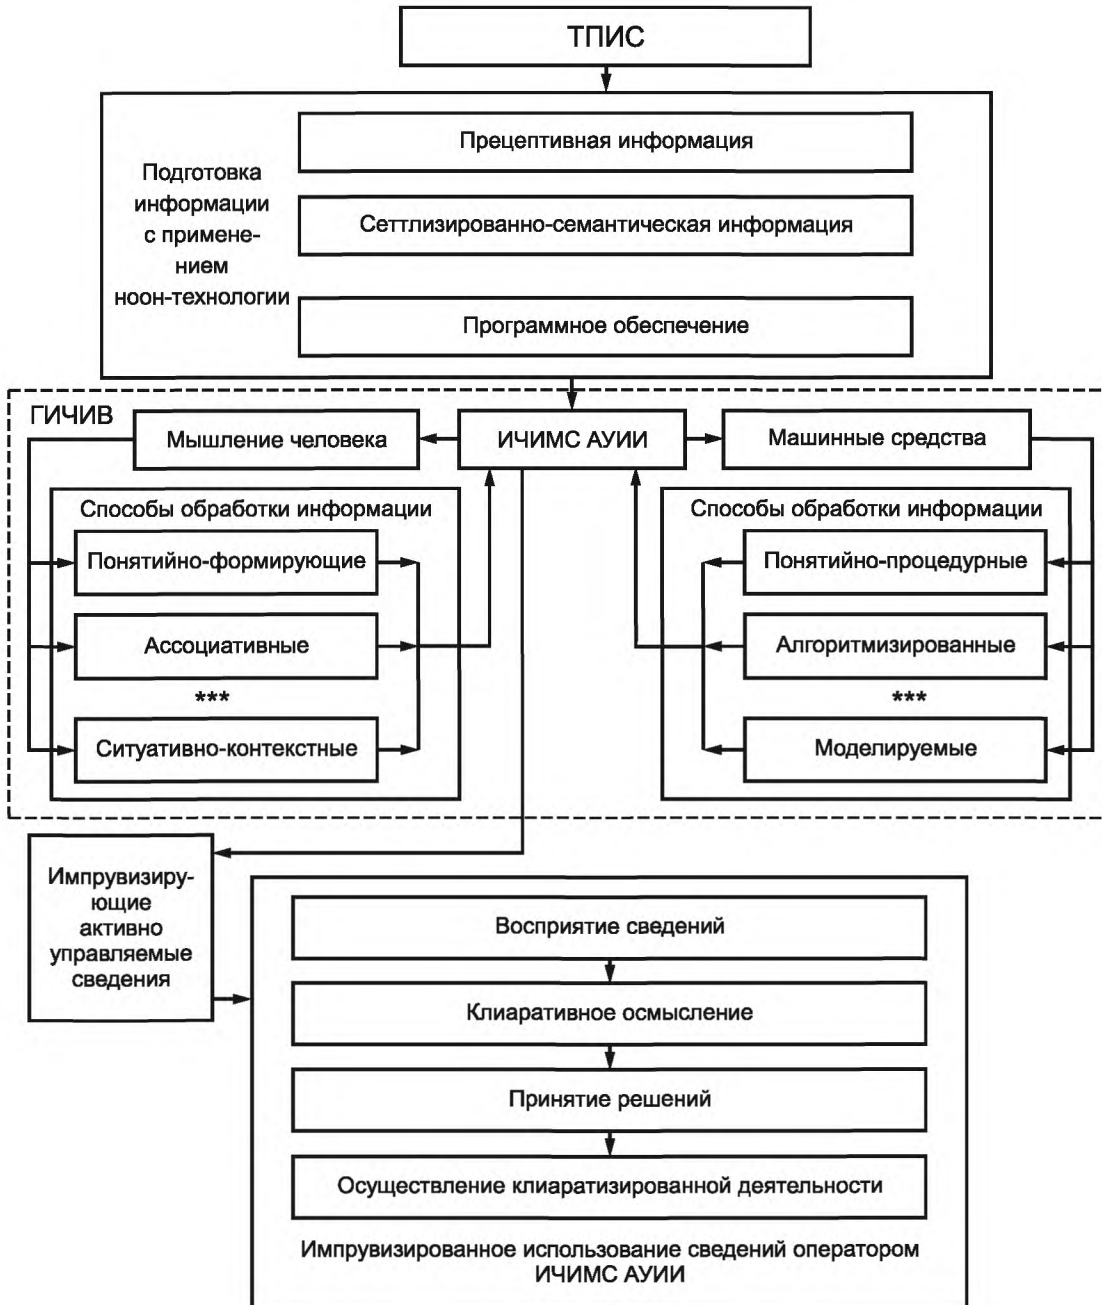 ТПИС
Подготовка
информации
с примене-
нием
ноон-технологии
Прецептивная информация
Сеттлизированно-семантическая информация
Программное обеспечение
ГИЧИВ
Мышление человека
ИЧИМС АУИИ
Машинные средства
Способы обработки информации
Понятийно-формирующие
Ассоциативные
***
Ситуативно-контекстные
Способы обработки информации
Понятийно-процедурные
Алгоритмизированные
***
Моделируемые
Импрувизирую-
ющие
активно
управляемые
сведения
Восприятие сведений
Клиаративное осмысление
Принятие решений
Осуществление клиаратизированной деятельности
Импрувизированное использование сведений оператором
ИЧИМС АУИИ